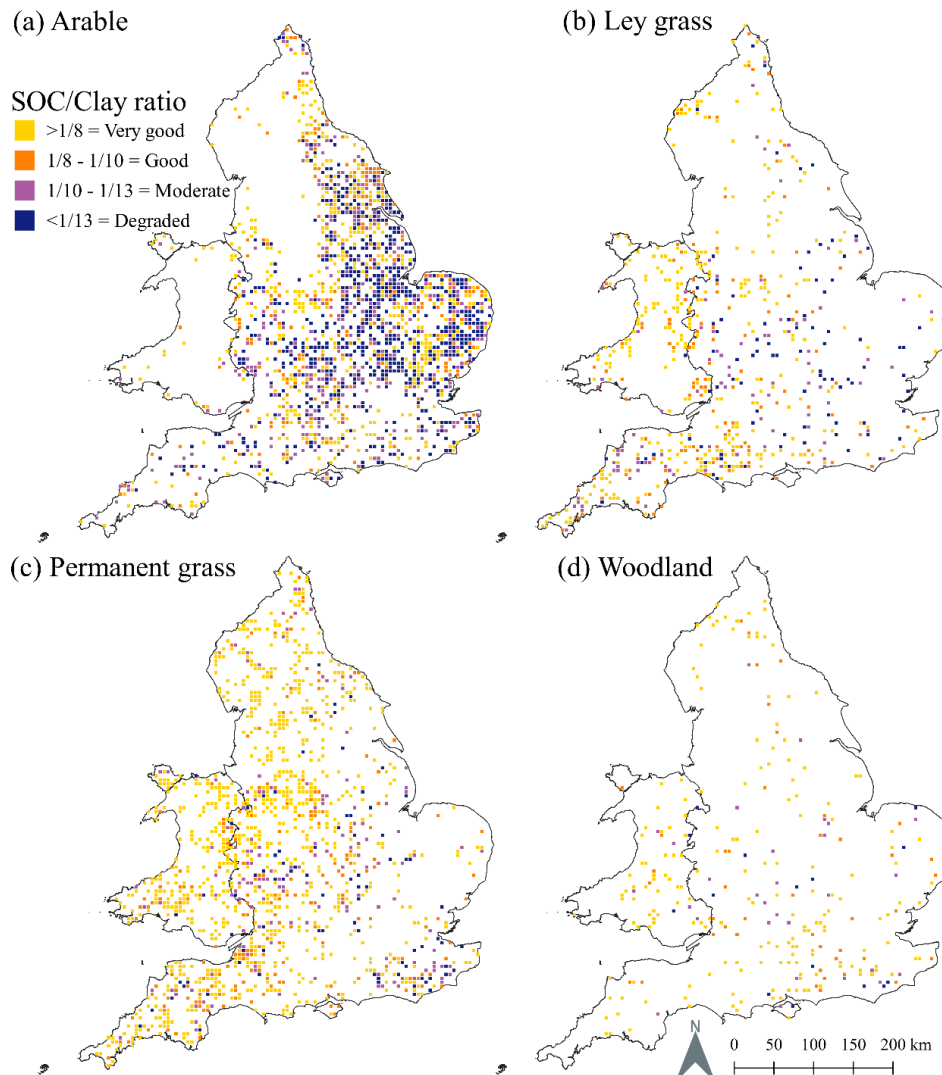 (a) Arable
(b) Ley grass
SOC/Clay ratio
>1/8 = Very good
1/8 - 1/10 = Good
1/10 - 1/13 = Moderate
<1/13 = Degraded
(c) Permanent grass
(d) Woodland
N
0 50 100 150 200 km